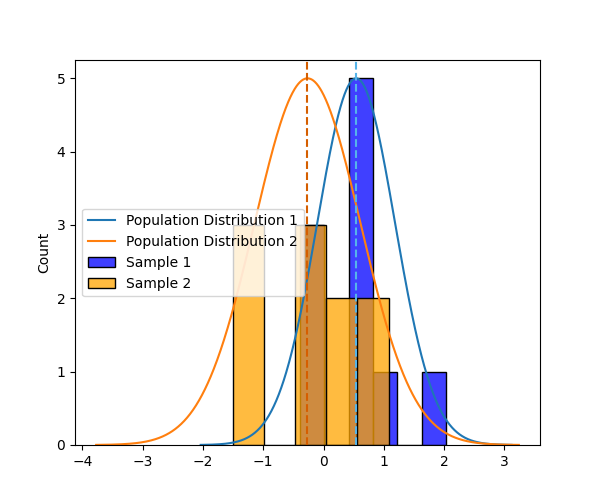 5
4
3
2
1
0
Count
Population Distribution 1
Population Distribution 2
Sample 1
Sample 2
−4 −3 −2 −1 0 1 2 3